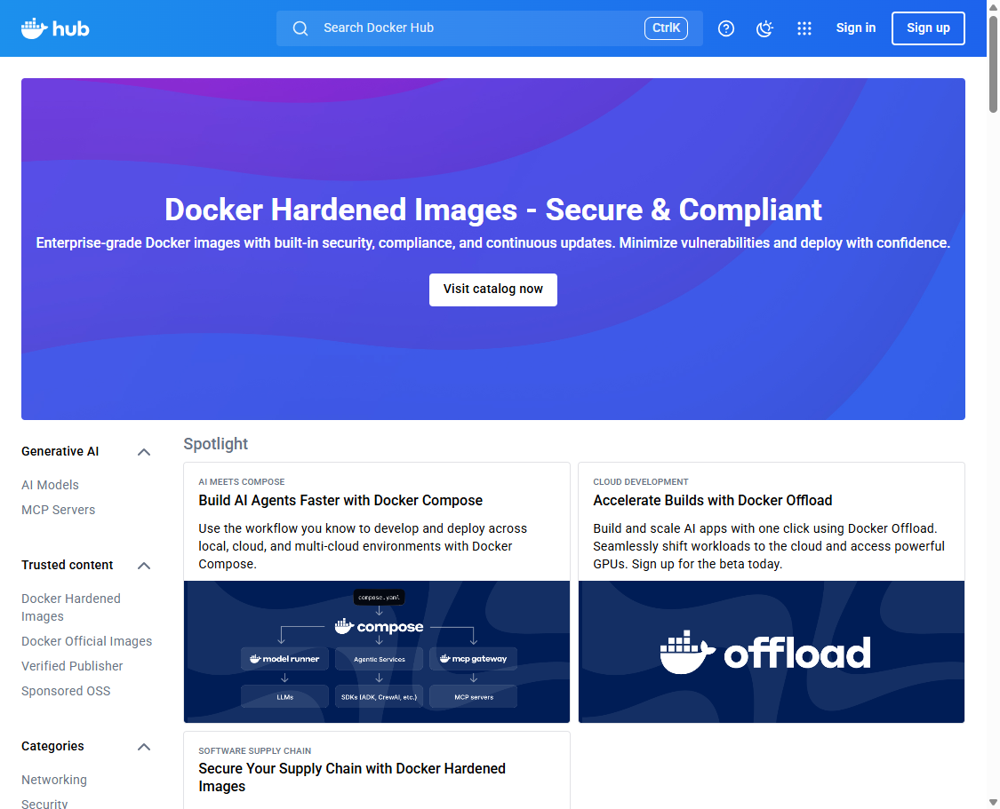 hub
Search Docker Hub
CtrlK
Sign in
Sign up
Docker Hardened Images - Secure & Compliant
Enterprise-grade Docker images with built-in security, compliance, and continuous updates. Minimize vulnerabilities and deploy with confidence.
Visit catalog now
Generative AI
AI Models
MCP Servers
Trusted content
Docker Hardened
Images
Docker Official Images
Verified Publisher
Sponsored OSS
Categories
Networking
Security
Spotlight
AI MEETS COMPOSE
Build AI Agents Faster with Docker Compose
Use the workflow you know to develop and deploy across
local, cloud, and multi-cloud environments with Docker
Compose.
compose.yaml
compose
model runner
Agentic Services
mcp gateway
LLMs
SDKs (ADK, CrewAI, etc.)
MCP servers
CLOUD DEVELOPMENT
Accelerate Builds with Docker Offload
Build and scale AI apps with one click using Docker Offload.
Seamlessly shift workloads to the cloud and access powerful
GPUs. Sign up for the beta today.
offload
SOFTWARE SUPPLY CHAIN
Secure Your Supply Chain with Docker Hardened
Images